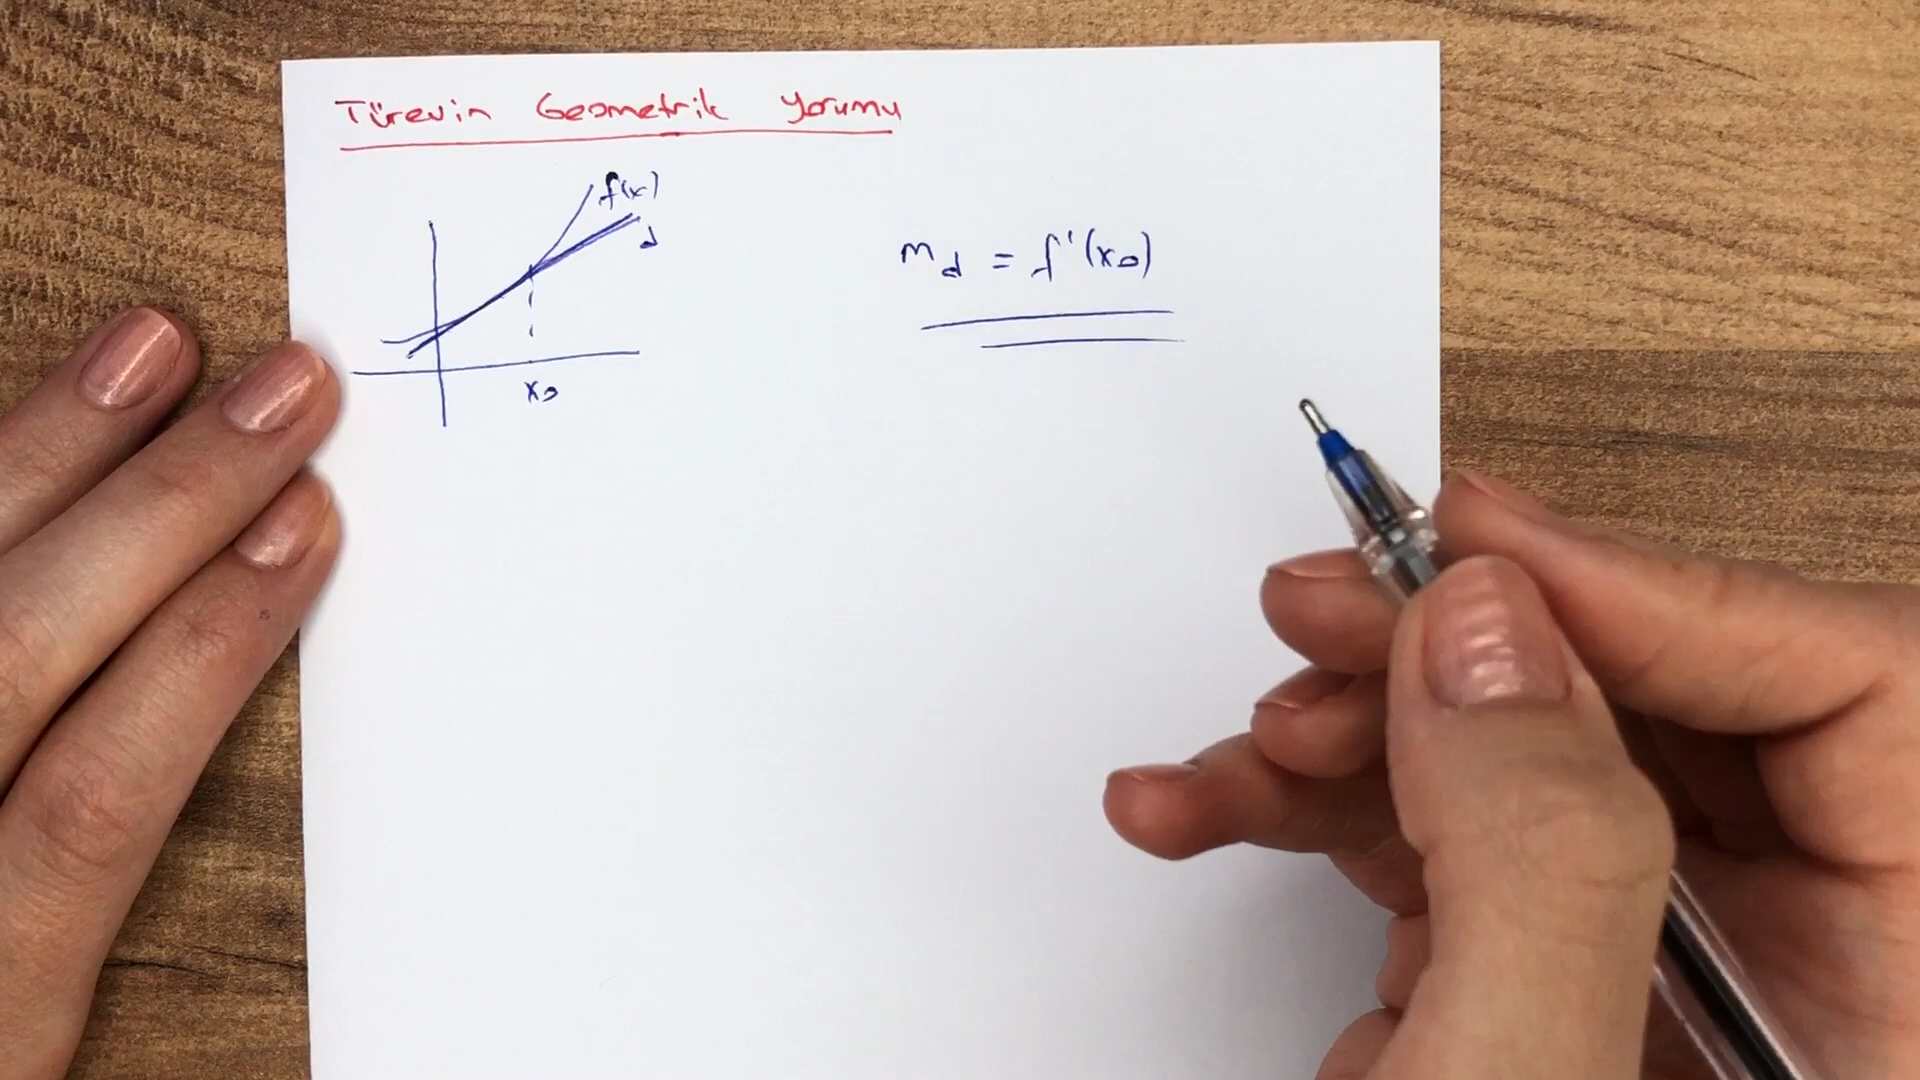 Türevin Geometrik Yorumu
f(x)
d
m_d = f'(x₀)
x₀